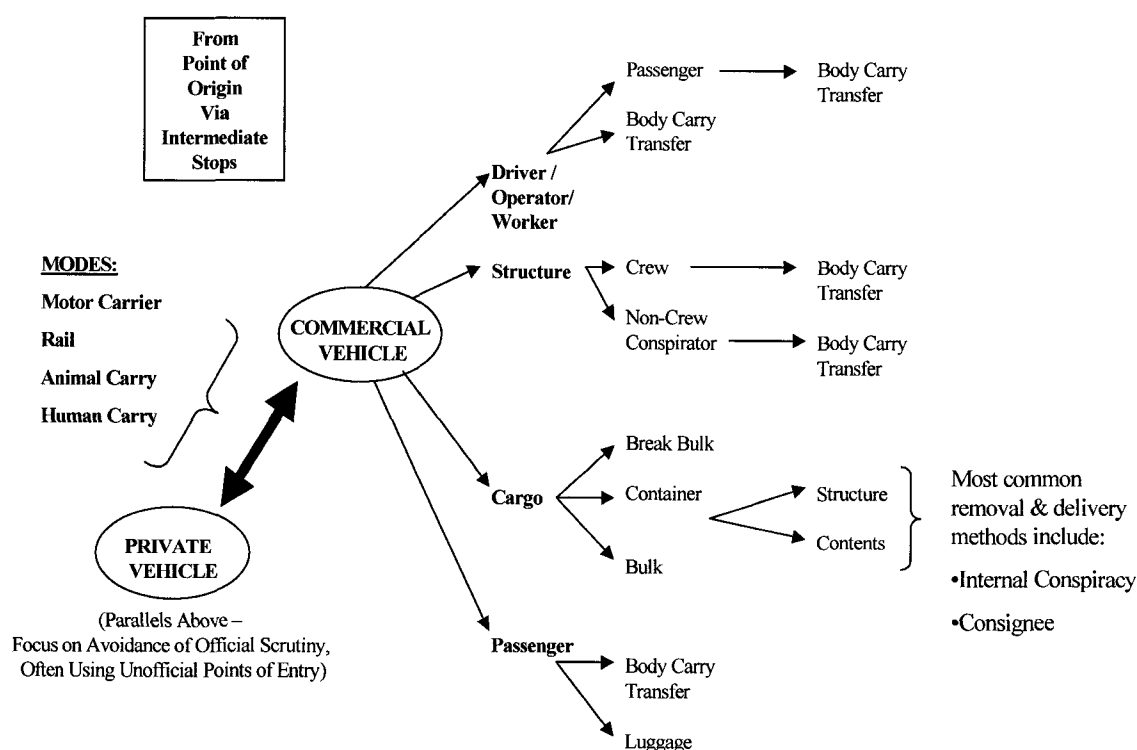 From
Point of
Origin
Via
Intermediate
Stops
MODES:
Motor Carrier
Rail
Animal Carry
Human Carry
COMMERCIAL
VEHICLE
PRIVATE
VEHICLE
(Parallels Above –
Focus on Avoidance of Official Scrutiny,
Often Using Unofficial Points of Entry)
Driver /
Operator/
Worker
Passenger
Body Carry
Transfer
Body Carry
Transfer
Structure
Crew
Body Carry
Transfer
Non-Crew
Conspirator
Body Carry
Transfer
Cargo
Break Bulk
Container
Bulk
Structure
Contents
Most common
removal & delivery
methods include:
•Internal Conspiracy
•Consignee
Passenger
Body Carry
Transfer
Luggage